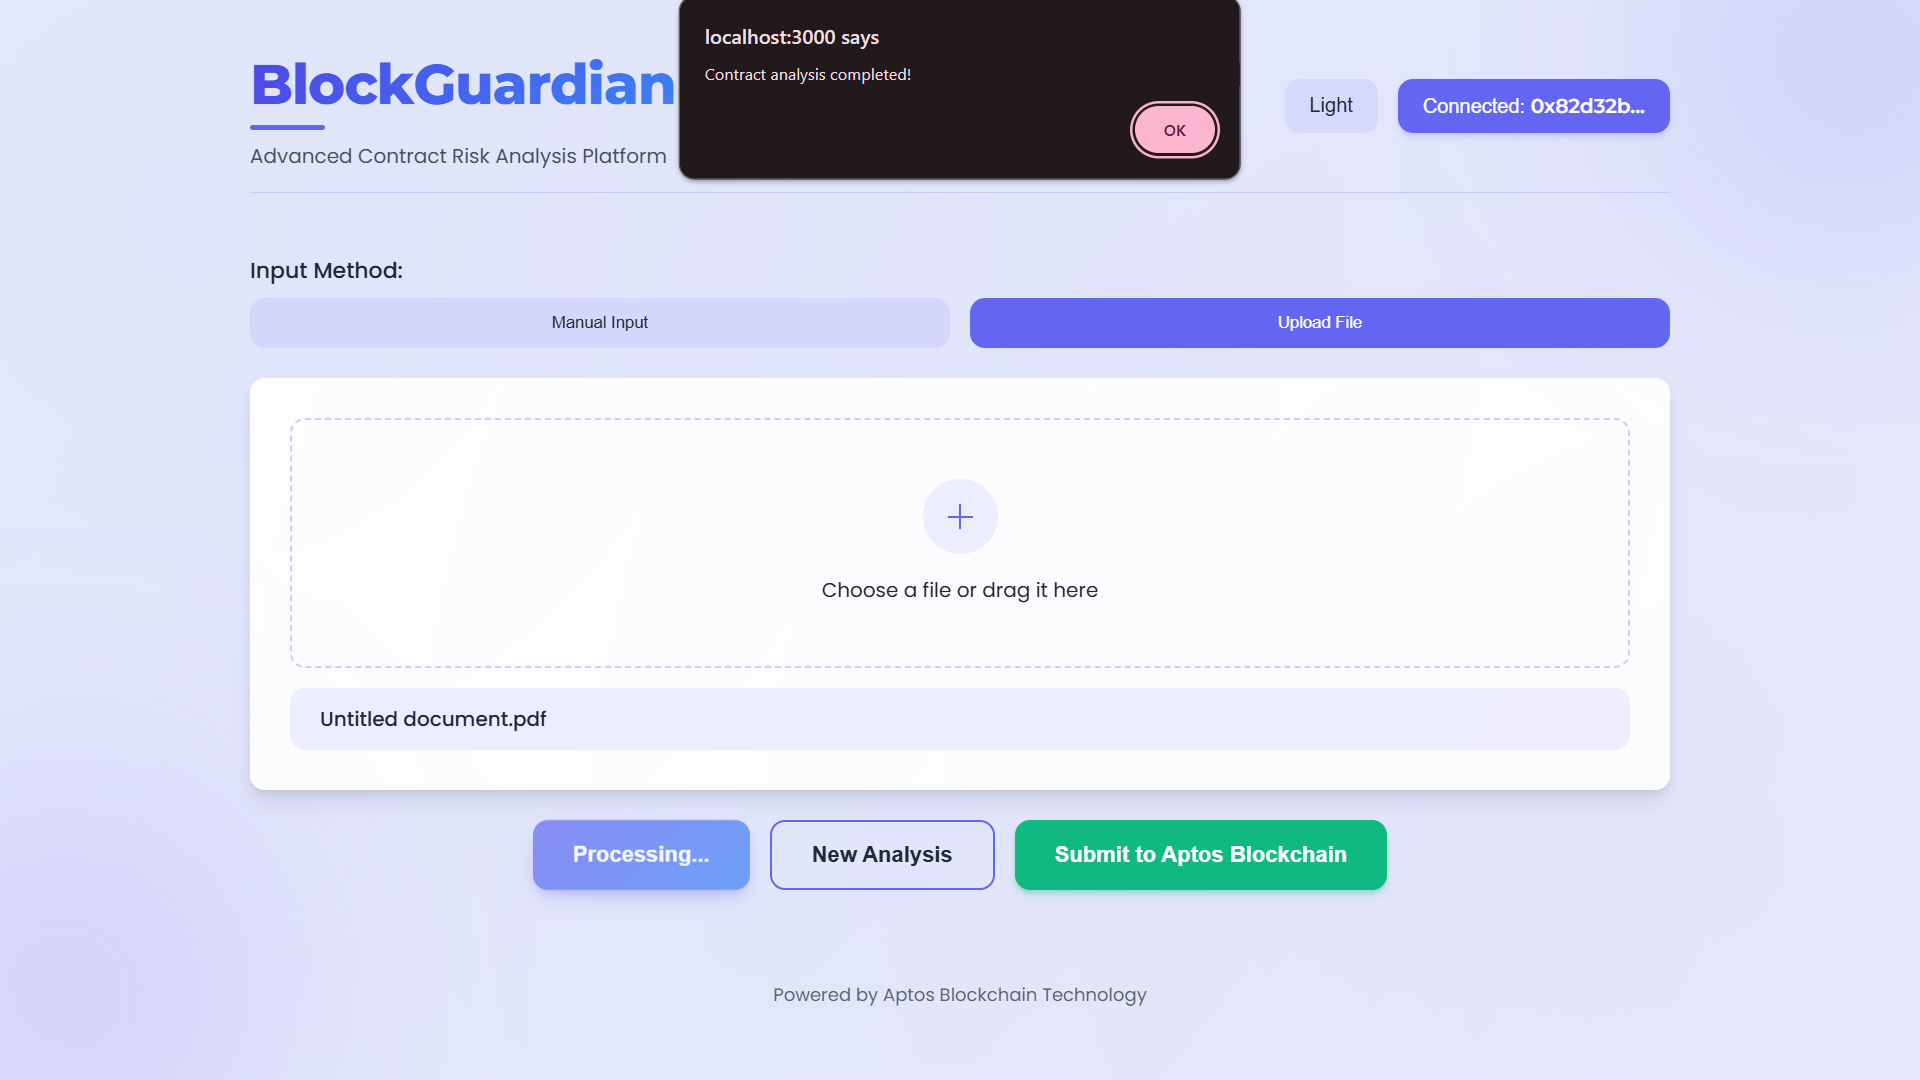 localhost:3000 says
Contract analysis completed!
OK
BlockGuardian
Advanced Contract Risk Analysis Platform
Light
Connected: 0x82d32b...
Input Method:
Manual Input
Upload File
Choose a file or drag it here
Untitled document.pdf
Processing...
New Analysis
Submit to Aptos Blockchain
Powered by Aptos Blockchain Technology